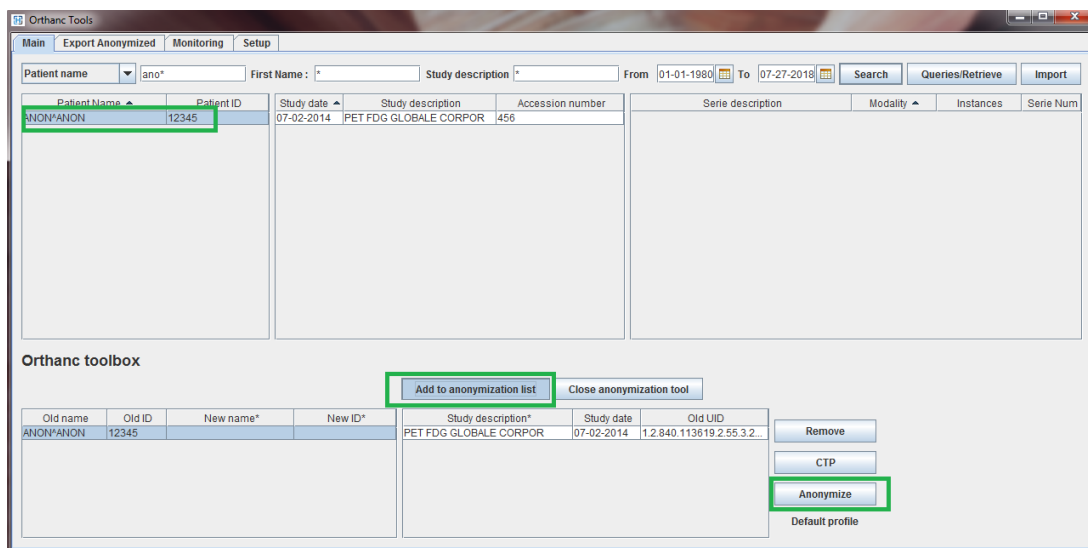 Orthanc Tools
Main Export Anonymized Monitoring Setup
Patient name ano* First Name : * Study description * From 01-01-1980 To 07-27-2018 Search Queries/Retrieve Import
Patient Name Patient ID Study date Study description Accession number Serie description Modality Instances Serie Num
ANON^ANON 12345 07-02-2014 PET FDG GLOBALE CORPOR 456
Orthanc toolbox
Add to anonymization list Close anonymization tool
Old name Old ID New name* New ID* Study description* Study date Old UID
ANON^ANON 12345 PET FDG GLOBALE CORPOR 07-02-2014 1.2.840.113619.2.55.3.2...
Remove
CTP
Anonymize
Default profile